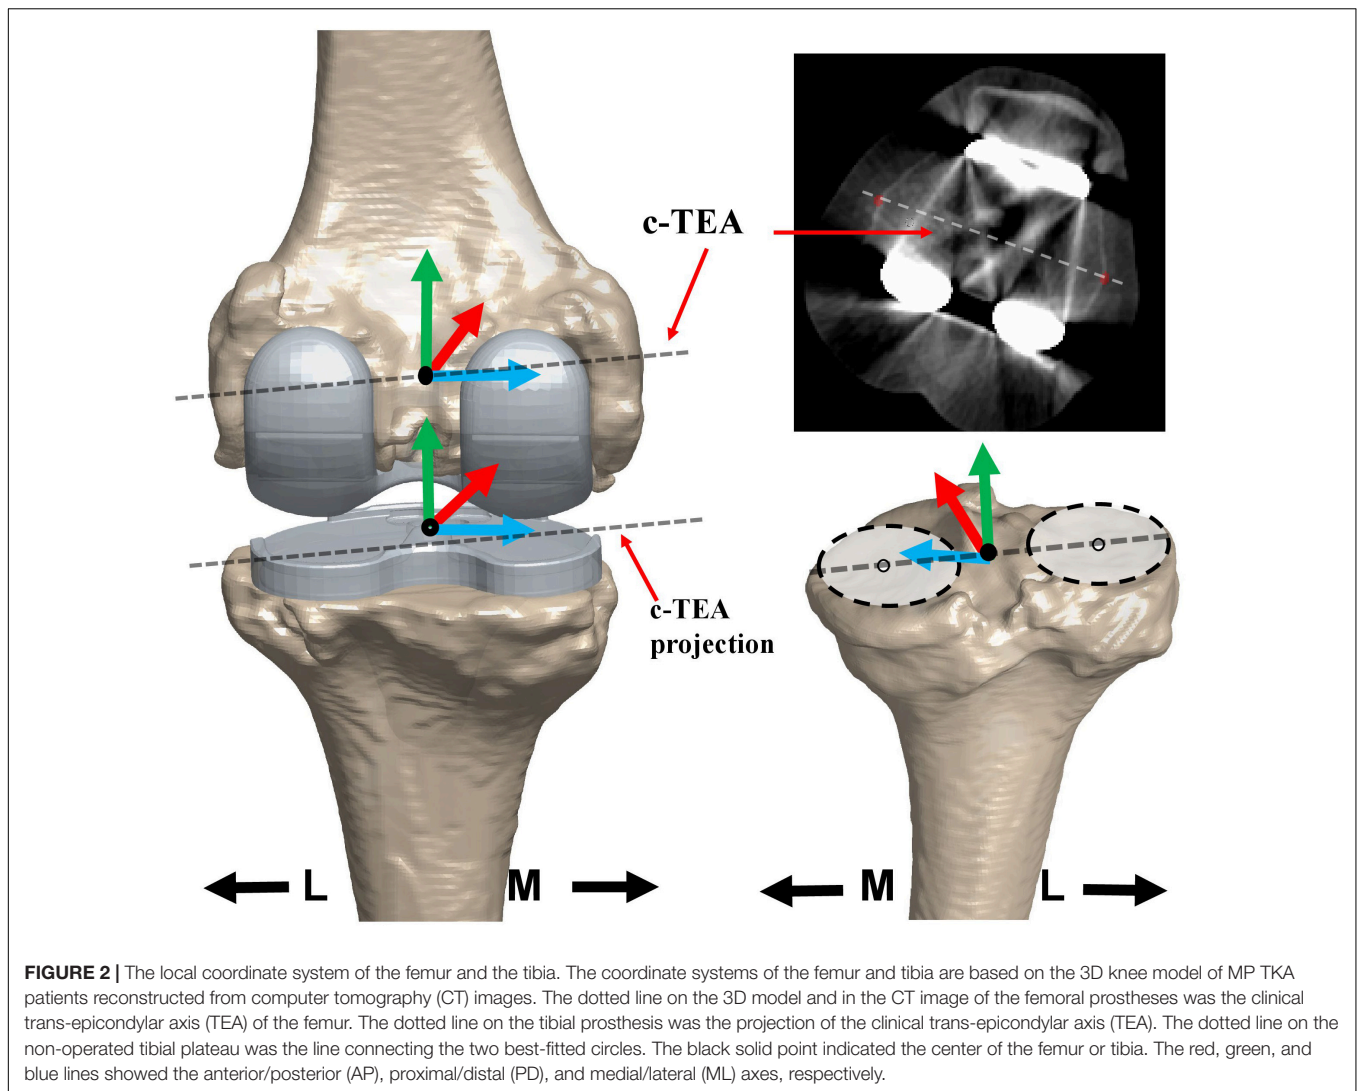 c-TEA
c-TEA
projection
L
M
M
L
FIGURE 2 | The local coordinate system of the femur and the tibia. The coordinate systems of the femur and tibia are based on the 3D knee model of MP TKA
patients reconstructed from computer tomography (CT) images. The dotted line on the 3D model and in the CT image of the femoral prostheses was the clinical
trans-epicondylar axis (TEA) of the femur. The dotted line on the tibial prosthesis was the projection of the clinical trans-epicondylar axis (TEA). The dotted line on the
non-operated tibial plateau was the line connecting the two best-fitted circles. The black solid point indicated the center of the femur or tibia. The red, green, and
blue lines showed the anterior/posterior (AP), proximal/distal (PD), and medial/lateral (ML) axes, respectively.